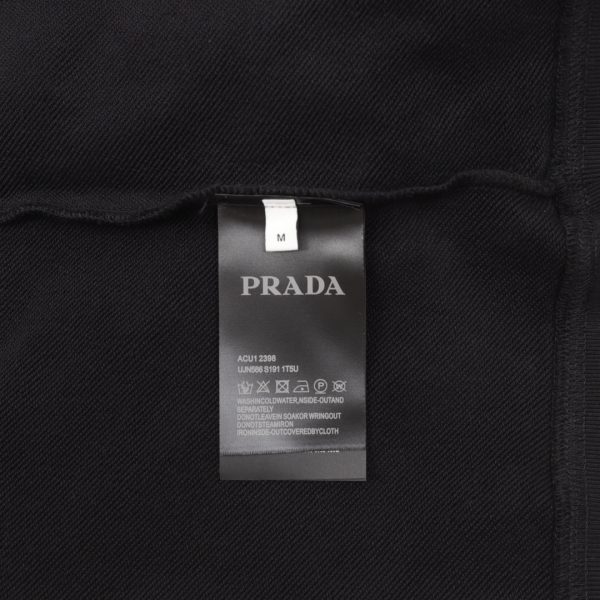 M
PRADA
ACU1 2398
UJN586 S191 1TSU
WASHINCOLDWATER,NSIDE-OUTAND
SEPARATELY
DONOTLEAVEIN SOAKOR WRINGOUT
DONOTSTEAMIRON
IRONINSIDE-OUTCOVEREDBYCLOTH